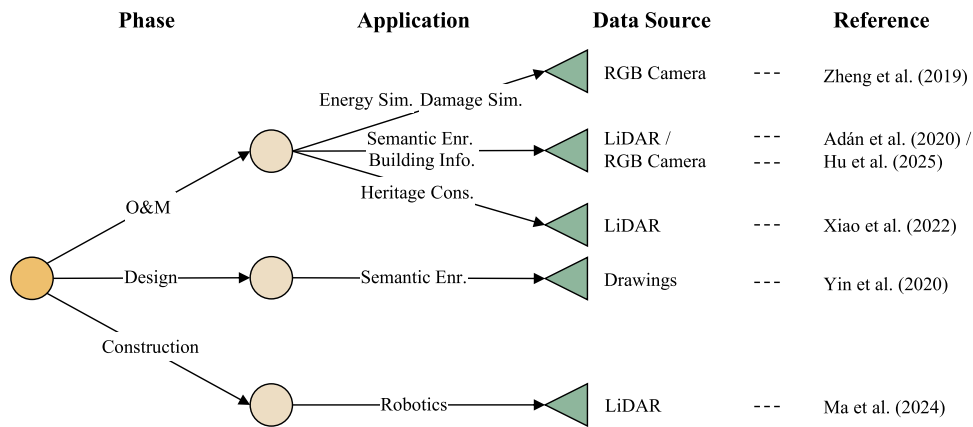 Phase Application Data Source Reference
Energy Sim. Damage Sim. RGB Camera --- Zheng et al. (2019)
Semantic Enr. LiDAR / --- Adán et al. (2020) /
Building Info. RGB Camera --- Hu et al. (2025)
Heritage Cons.
O&M
LiDAR --- Xiao et al. (2022)
Design Semantic Enr. Drawings --- Yin et al. (2020)
Construction
Robotics LiDAR --- Ma et al. (2024)